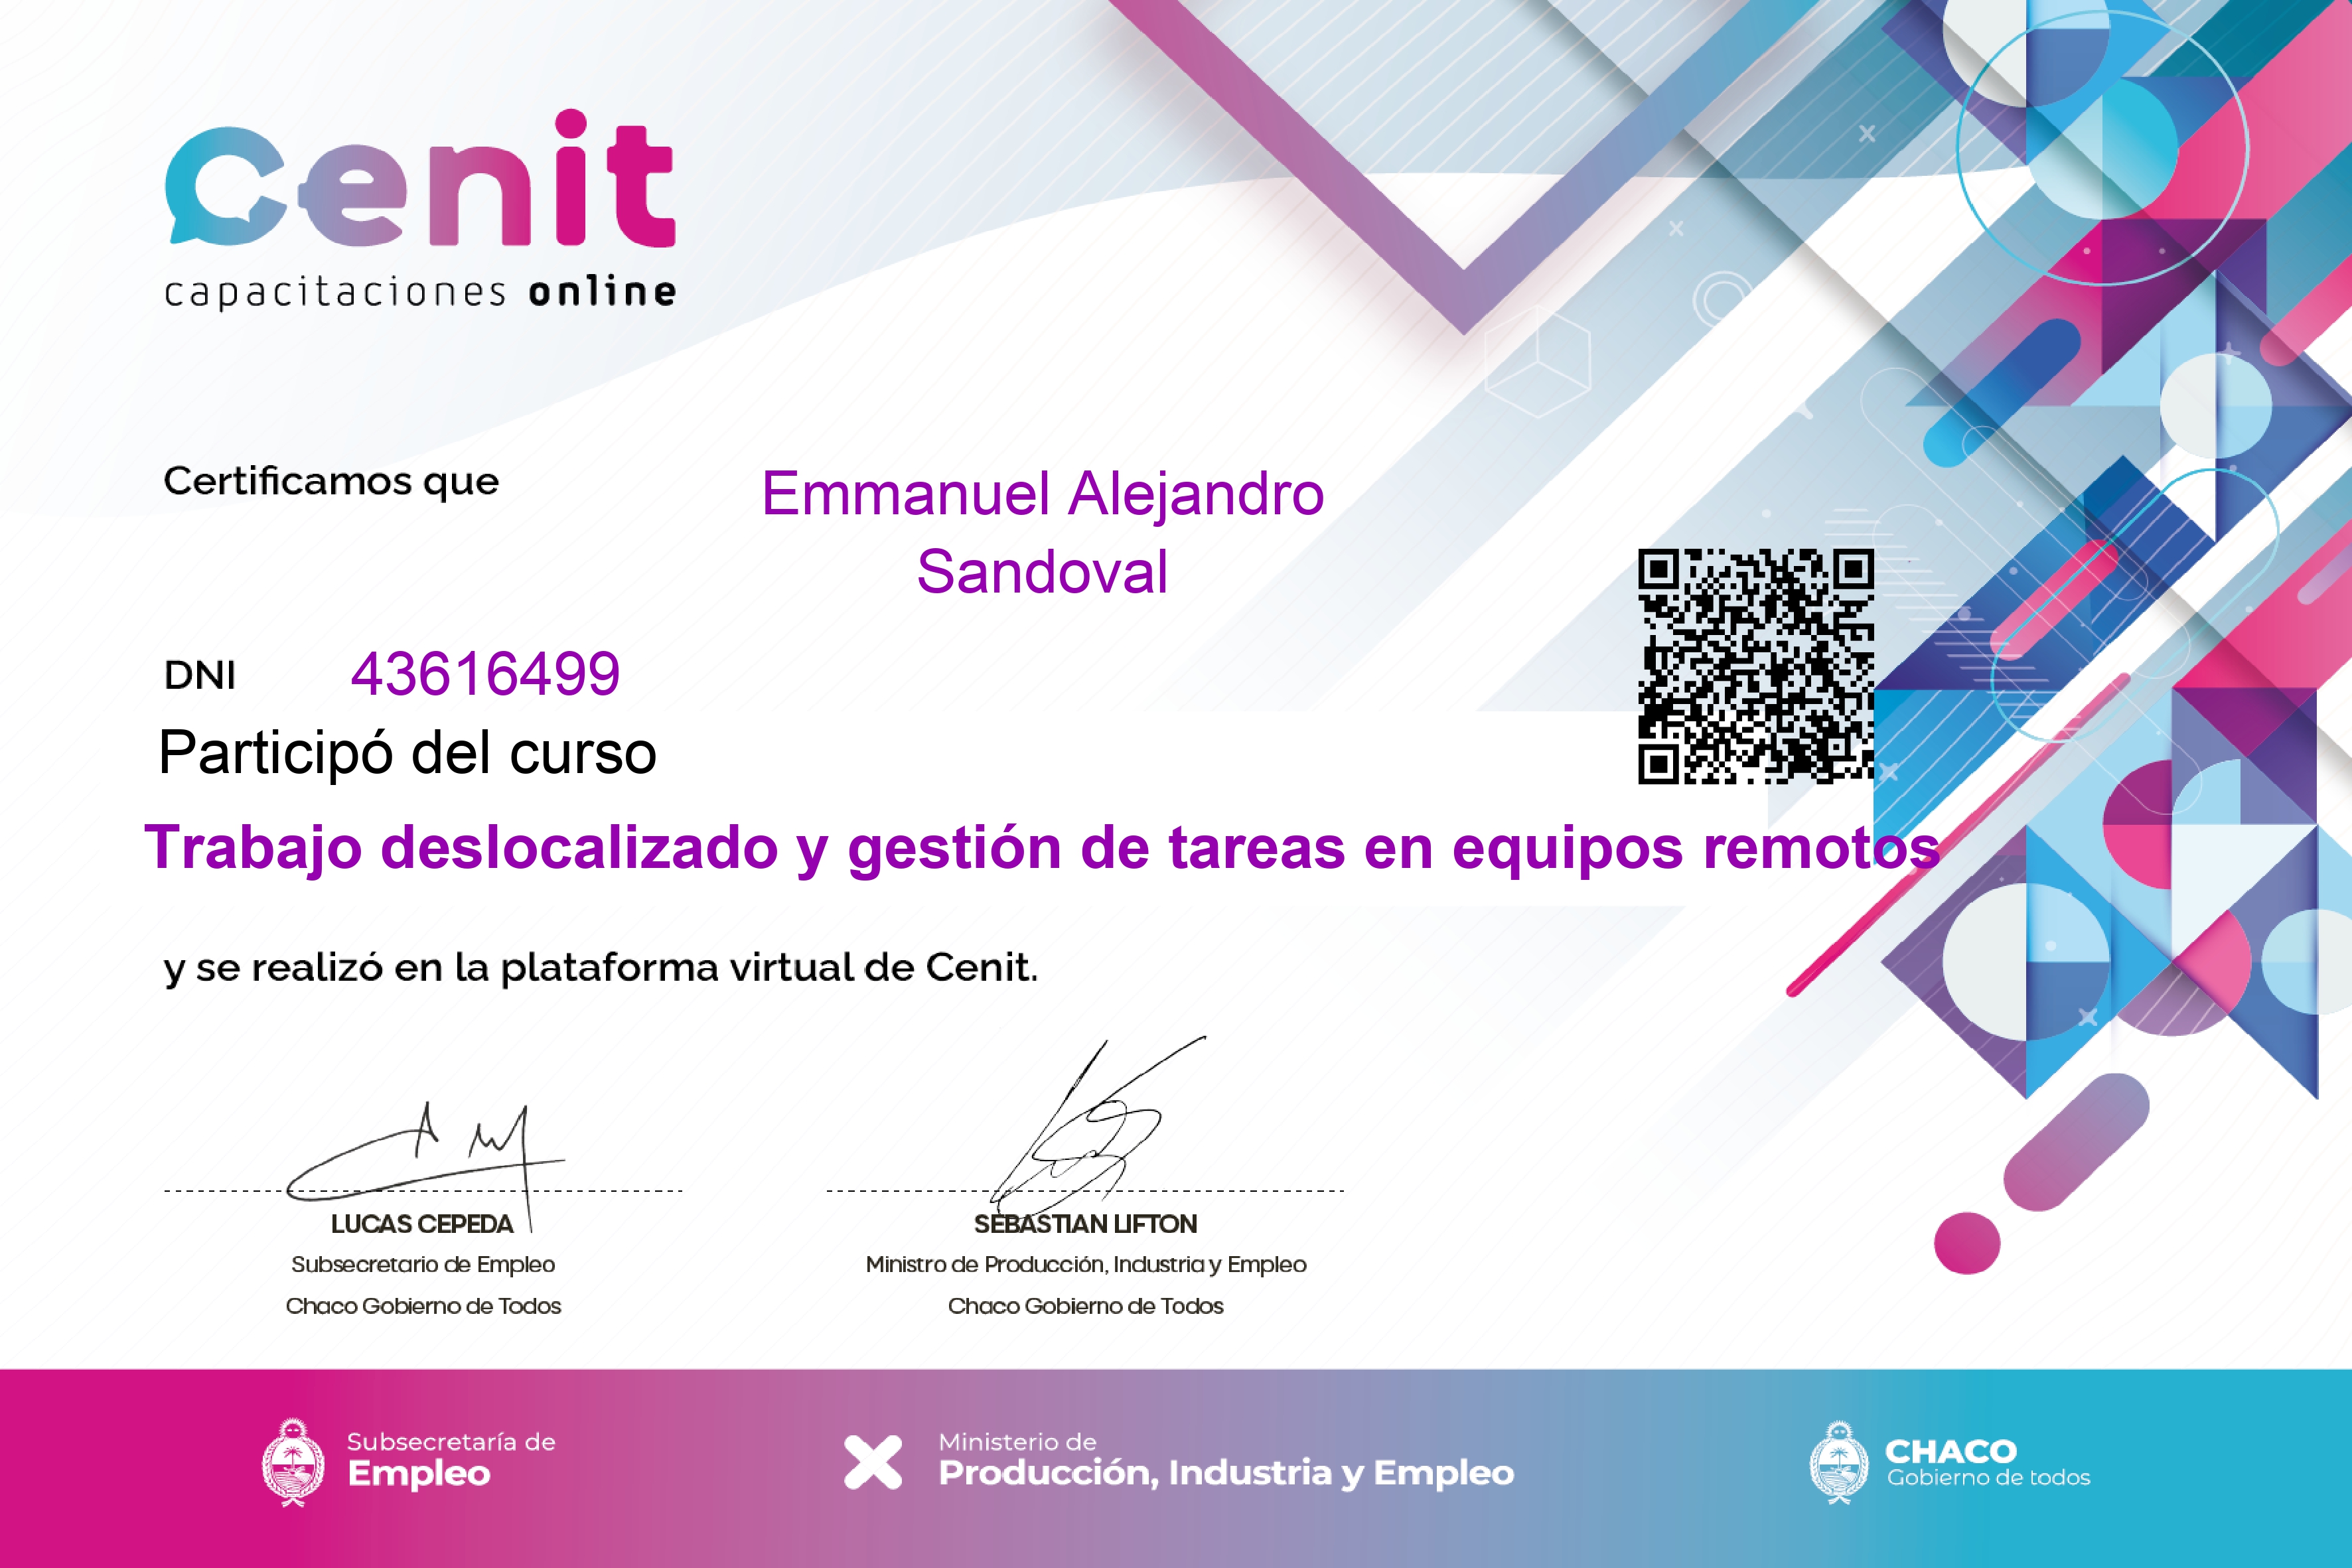 cenit
capacitaciones online
Certificamos que
Emmanuel Alejandro
Sandoval
DNI 43616499
Participó del curso
Trabajo deslocalizado y gestión de tareas en equipos remotos
y se realizó en la plataforma virtual de Cenit.
LUCAS CEPEDA
Subsecretario de Empleo
Chaco Gobierno de Todos
SEBASTIAN LIFTON
Ministro de Producción, Industria y Empleo
Chaco Gobierno de Todos
Subsecretaría de
Empleo
Ministerio de
Producción, Industria y Empleo
CHACO
Gobierno de todos